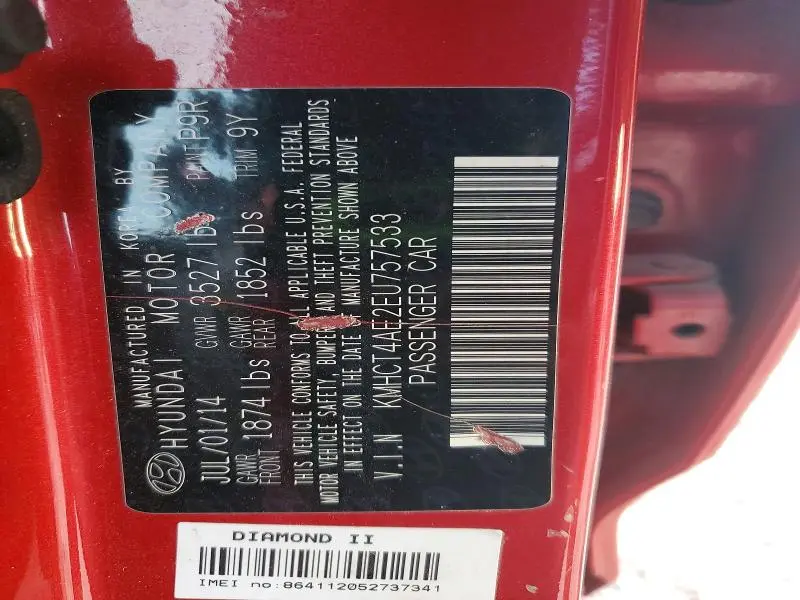 MANUFACTURED IN KOREA BY
HYUNDAI MOTOR COMPANY
JUL/01/14 GVWR 3527 lbs PAINT P9R
GAWR FRONT 1874 lbs GAWR REAR 1852 lbs TRIM 9Y
THIS VEHICLE CONFORMS TO ALL APPLICABLE U.S.A. FEDERAL
MOTOR VEHICLE SAFETY, BUMPER, AND THEFT PREVENTION STANDARDS
IN EFFECT ON THE DATE OF MANUFACTURE SHOWN ABOVE
V.I.N KMHCT4AE2EU757533
PASSENGER CAR
DIAMOND II
IMEI no:864112052737341